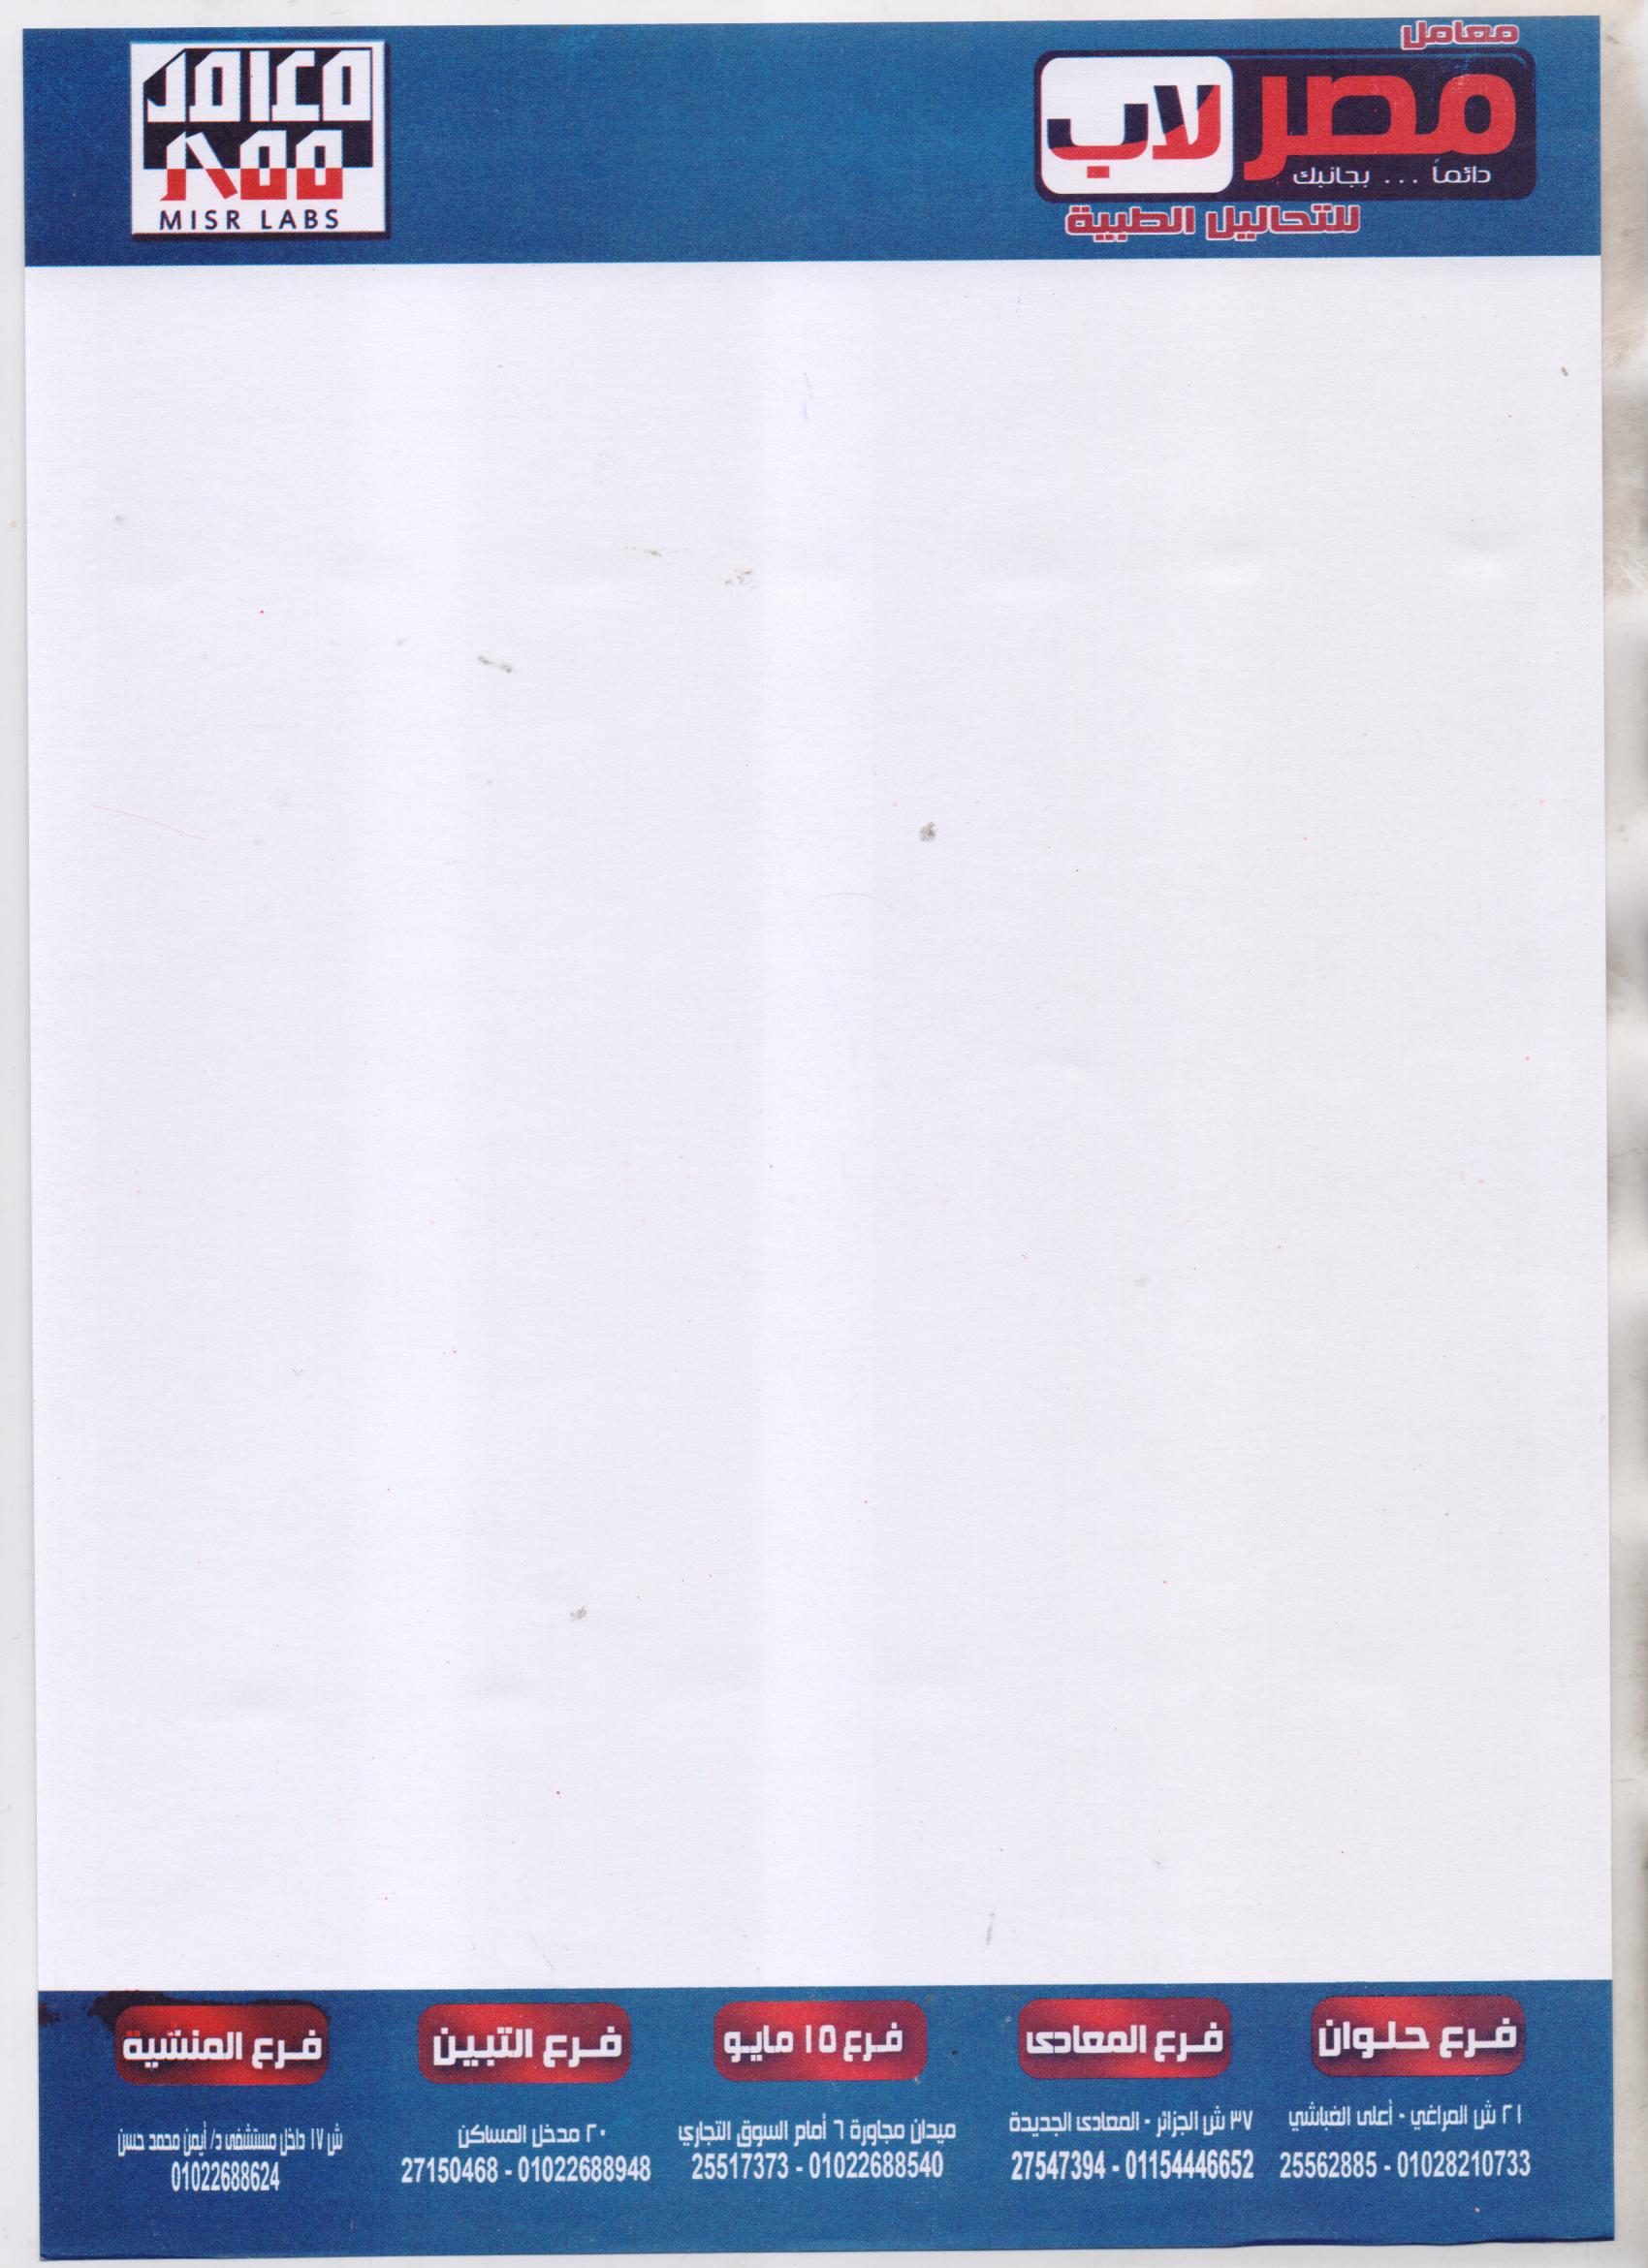 معامل
مصر لاب
دائماً ... بجانبك
للتحاليل الطبية
معامل
مصر
MISR LABS
فرع حلوان
٢١ ش المراغي - أعلى الغباشي
25562885 - 01028210733
فرع المعادى
٣٧ ش الجزائر - المعادى الجديدة
27547394 - 01154446652
فرع ١٥ مايو
ميدان مجاورة ٦ أمام السوق التجاري
25517373 - 01022688540
فرع التبين
٢٠ مدخل المساكن
27150468 - 01022688948
فرع المنشية
ش ١٧ داخل مستشفى د/ أيمن محمد حسن
01022688624